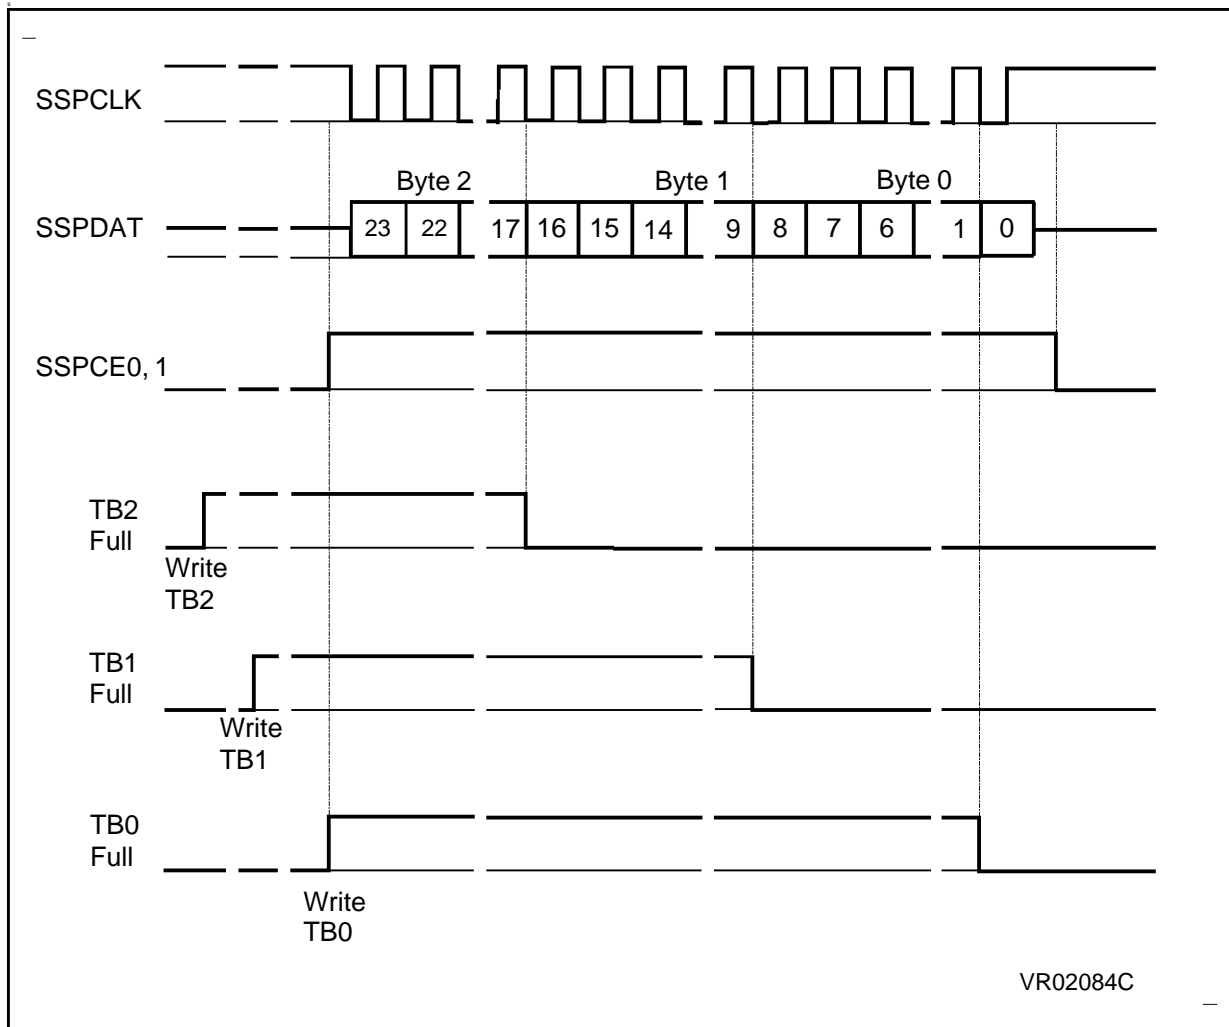 s
SSPCLK
Byte 2 Byte 1 Byte 0
SSPDAT 23 22 17 16 15 14 9 8 7 6 1 0
SSPCE0, 1
TB2
Full
Write
TB2
TB1
Full
Write
TB1
TB0
Full
Write
TB0
VR02084C